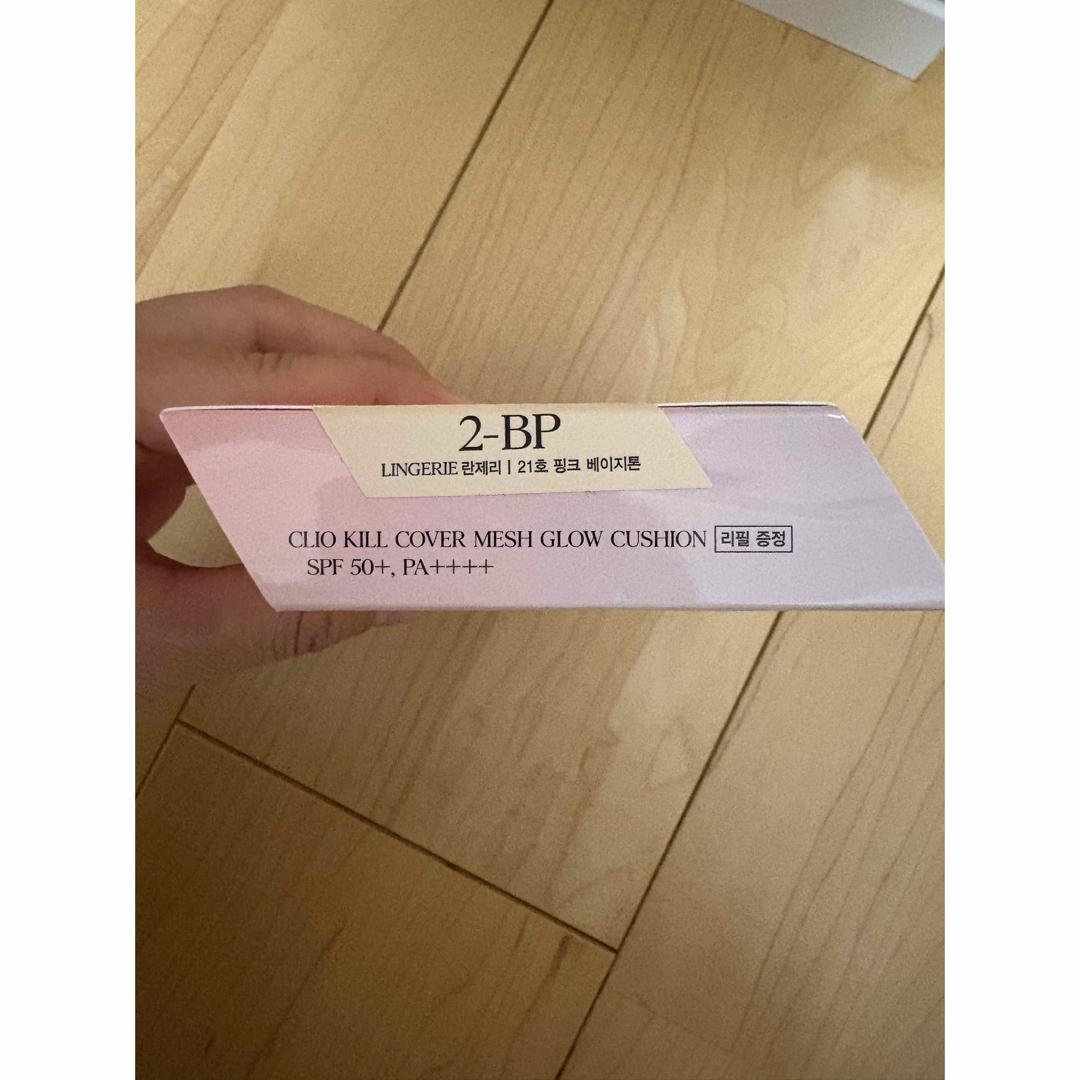 2-BP
LINGERIE 란제리 | 21호 핑크 베이지톤
CLIO KILL COVER MESH GLOW CUSHION 리필 증정
SPF 50+, PA++++